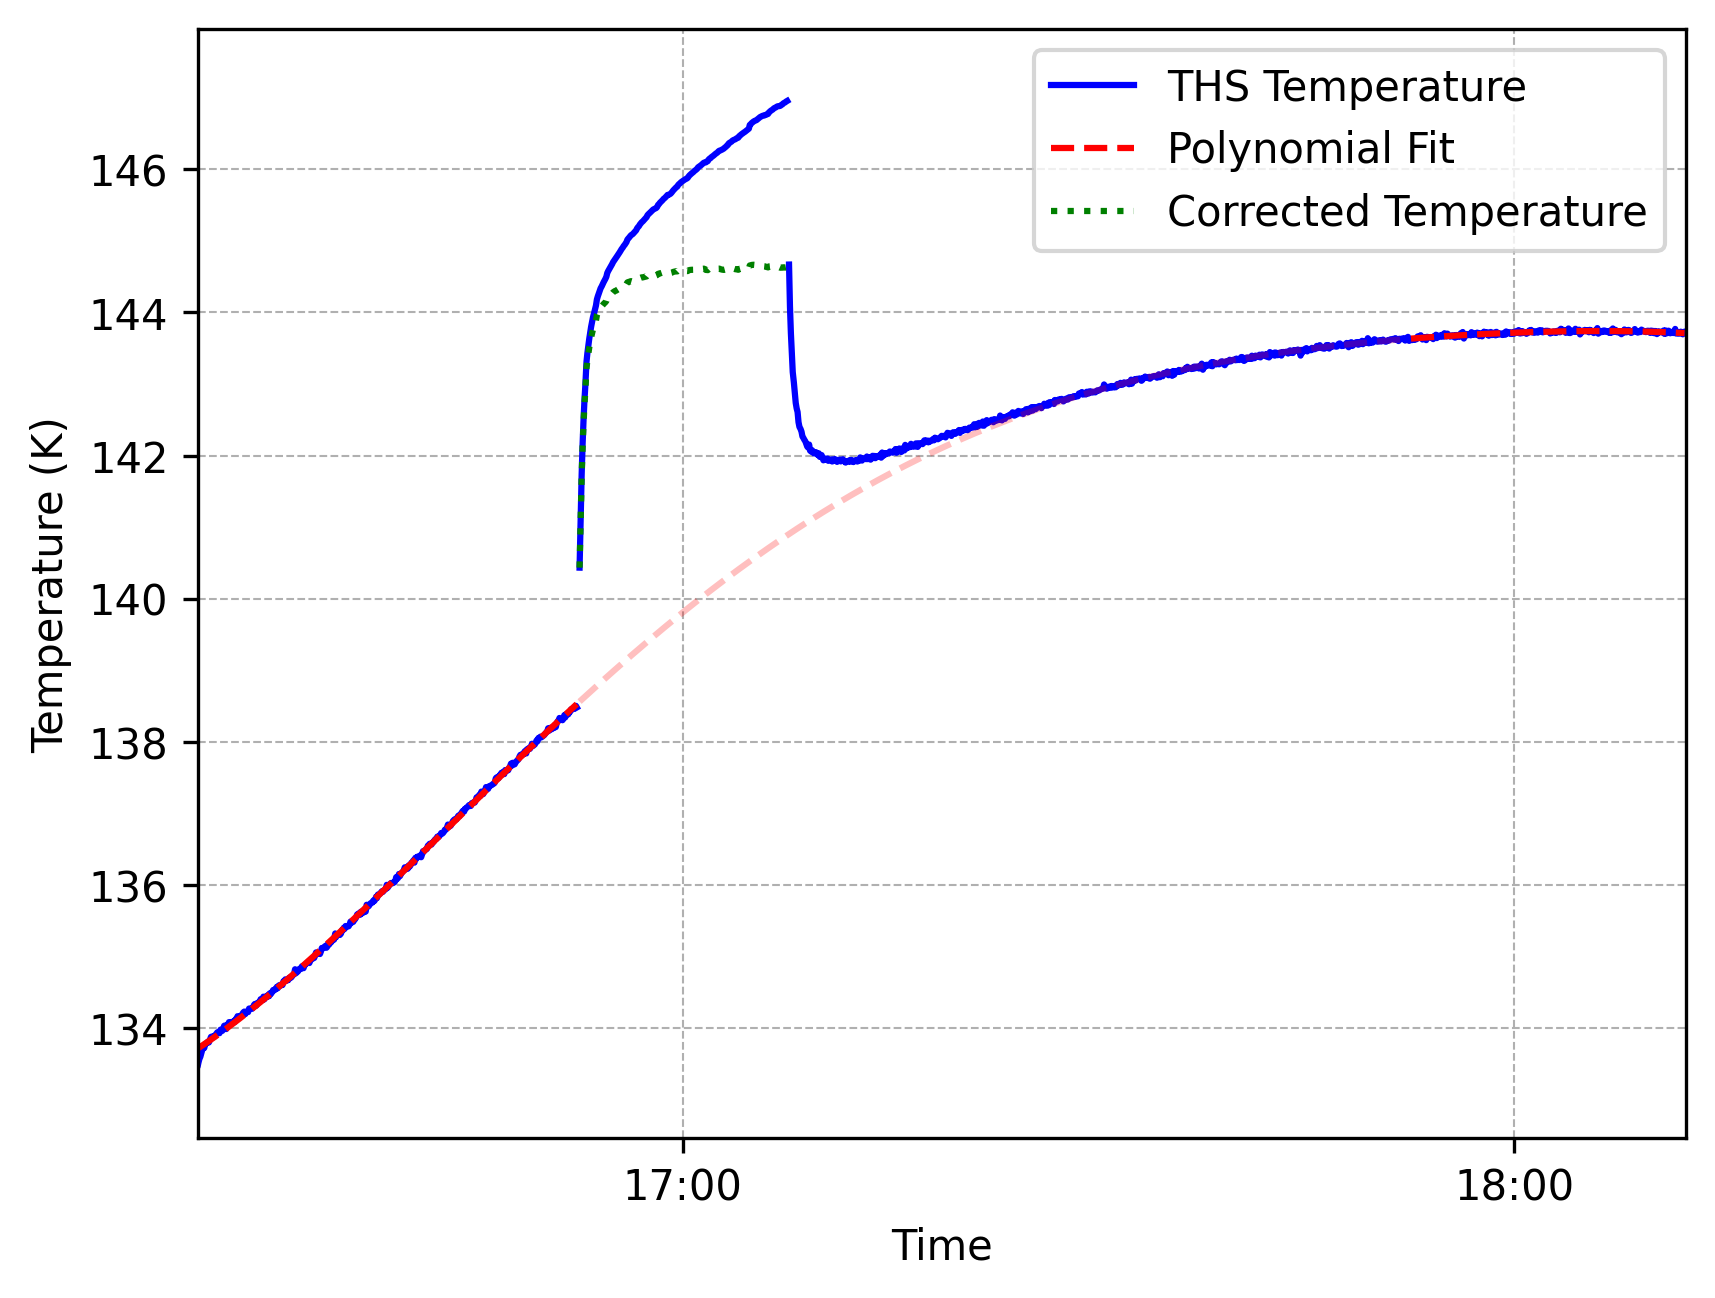 THS Temperature
Polynomial Fit
Corrected Temperature
146
144
142
140
138
136
134
Temperature (K)
17:00
18:00
Time